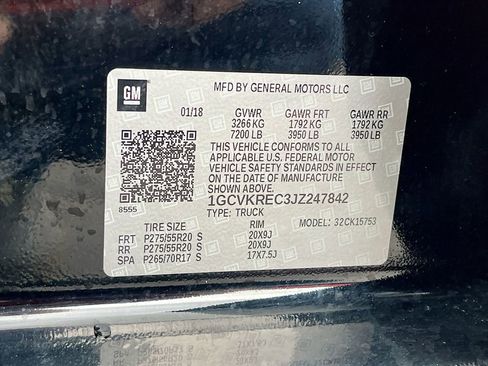 GM
MFD BY GENERAL MOTORS LLC
01/18 GVWR GAWR FRT GAWR RR
3266 KG 1792 KG 1792 KG
7200 LB 3950 LB 3950 LB
THIS VEHICLE CONFORMS TO ALL
APPLICABLE U.S. FEDERAL MOTOR
VEHICLE SAFETY STANDARDS IN EFFECT
ON THE DATE OF MANUFACTURE
SHOWN ABOVE.
8555
1GCVKREC3JZ247842
TYPE: TRUCK MODEL: 32CK15753
TIRE SIZE RIM
FRT P275/55R20 S 20X9J
RR P275/55R20 S 20X9J
SPA P265/70R17 S 17X7.5J